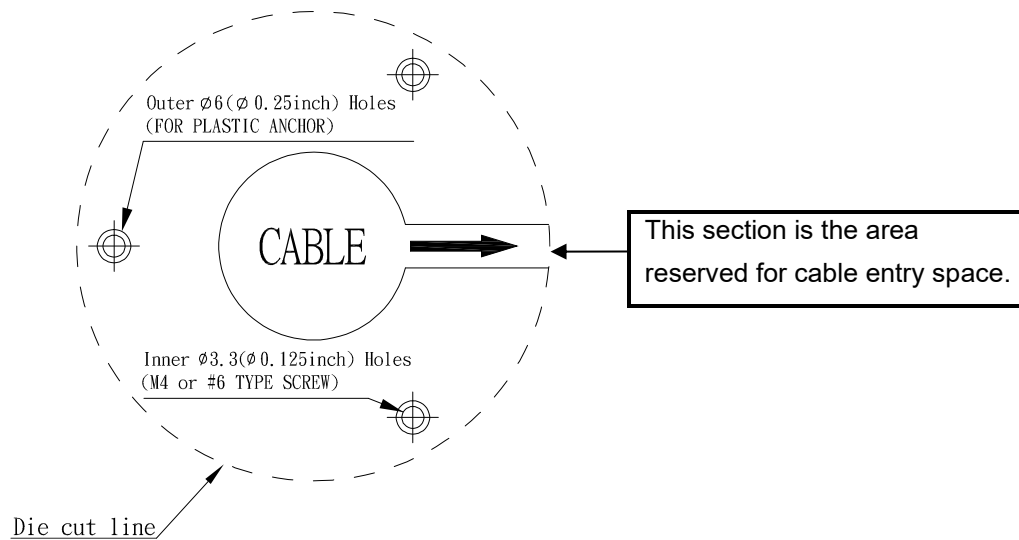 Outer ⌀6(⌀ 0.25inch) Holes
(FOR PLASTIC ANCHOR)
CABLE
This section is the area
reserved for cable entry space.
Inner ⌀3.3(⌀ 0.125inch) Holes
(M4 or #6 TYPE SCREW)
Die cut line